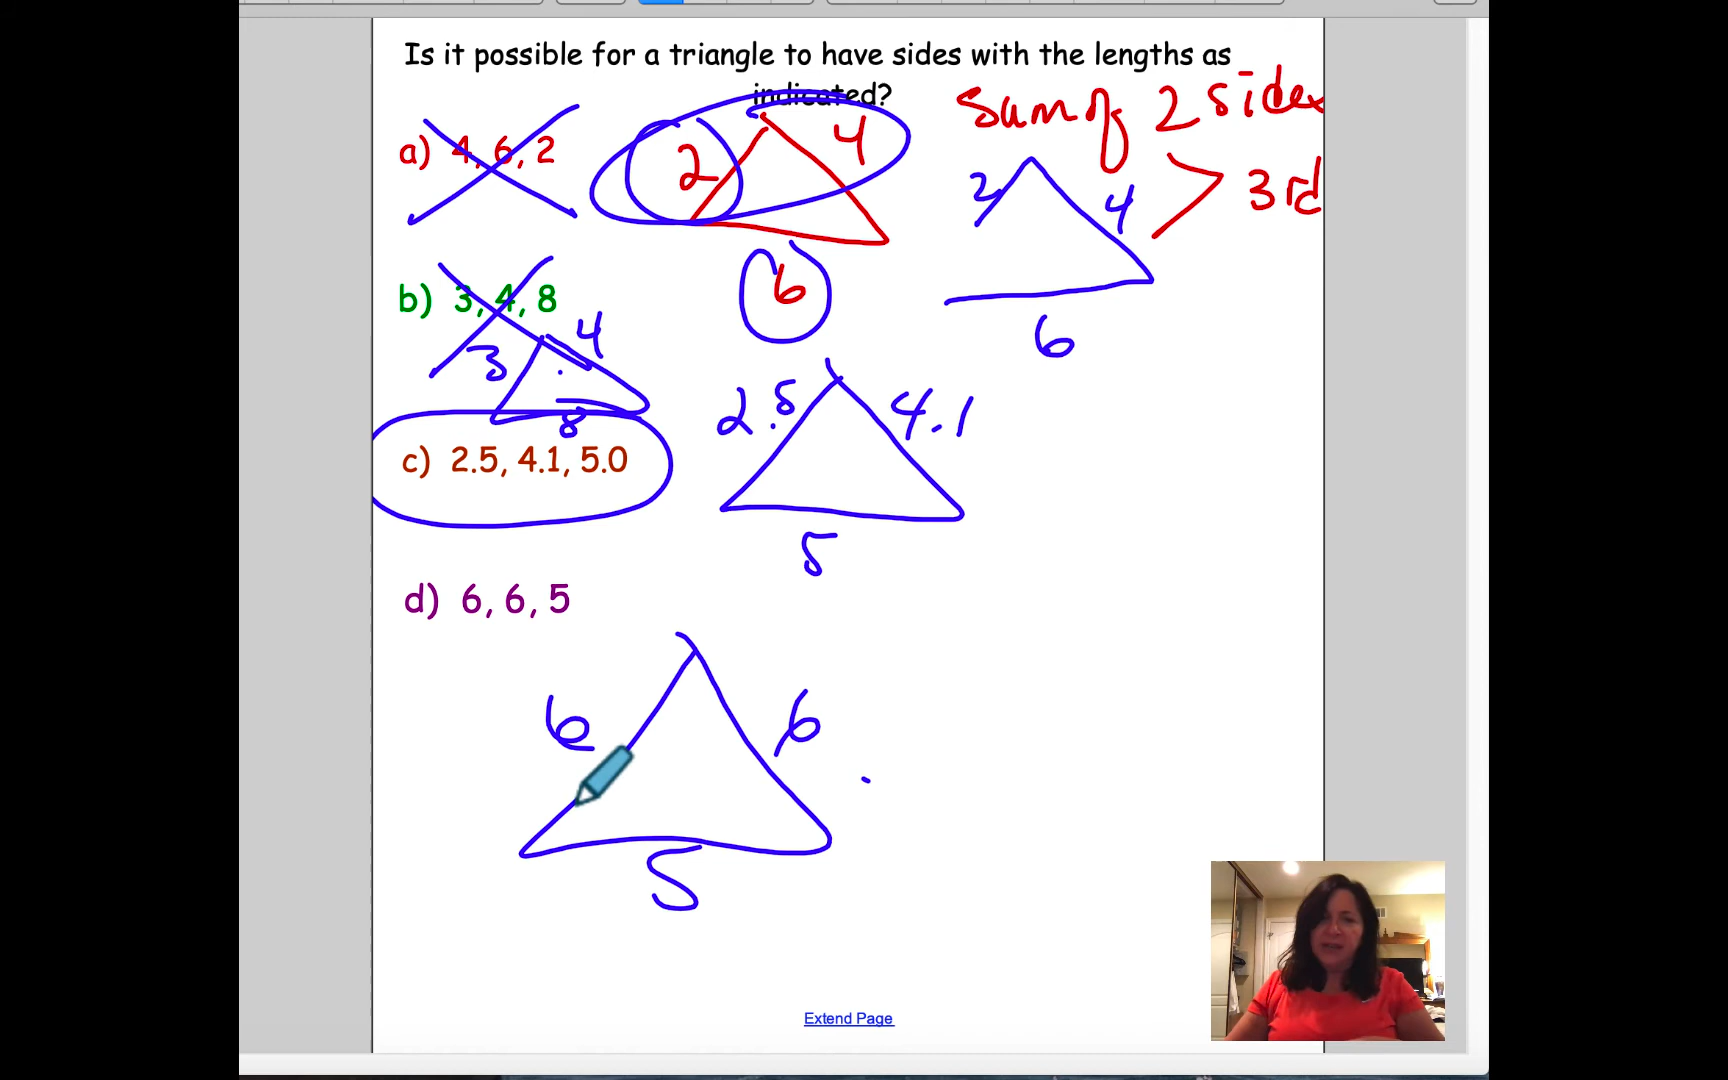 Is it possible for a triangle to have sides with the lengths as
indicated?
sum of 2 sides
> 3rd
a) 4, 6, 2
2
4
6
2
4
6
b) 3, 4, 8
3
4
8
c) 2.5, 4.1, 5.0
2.5
4.1
5
d) 6, 6, 5
6
6
5
Extend Page